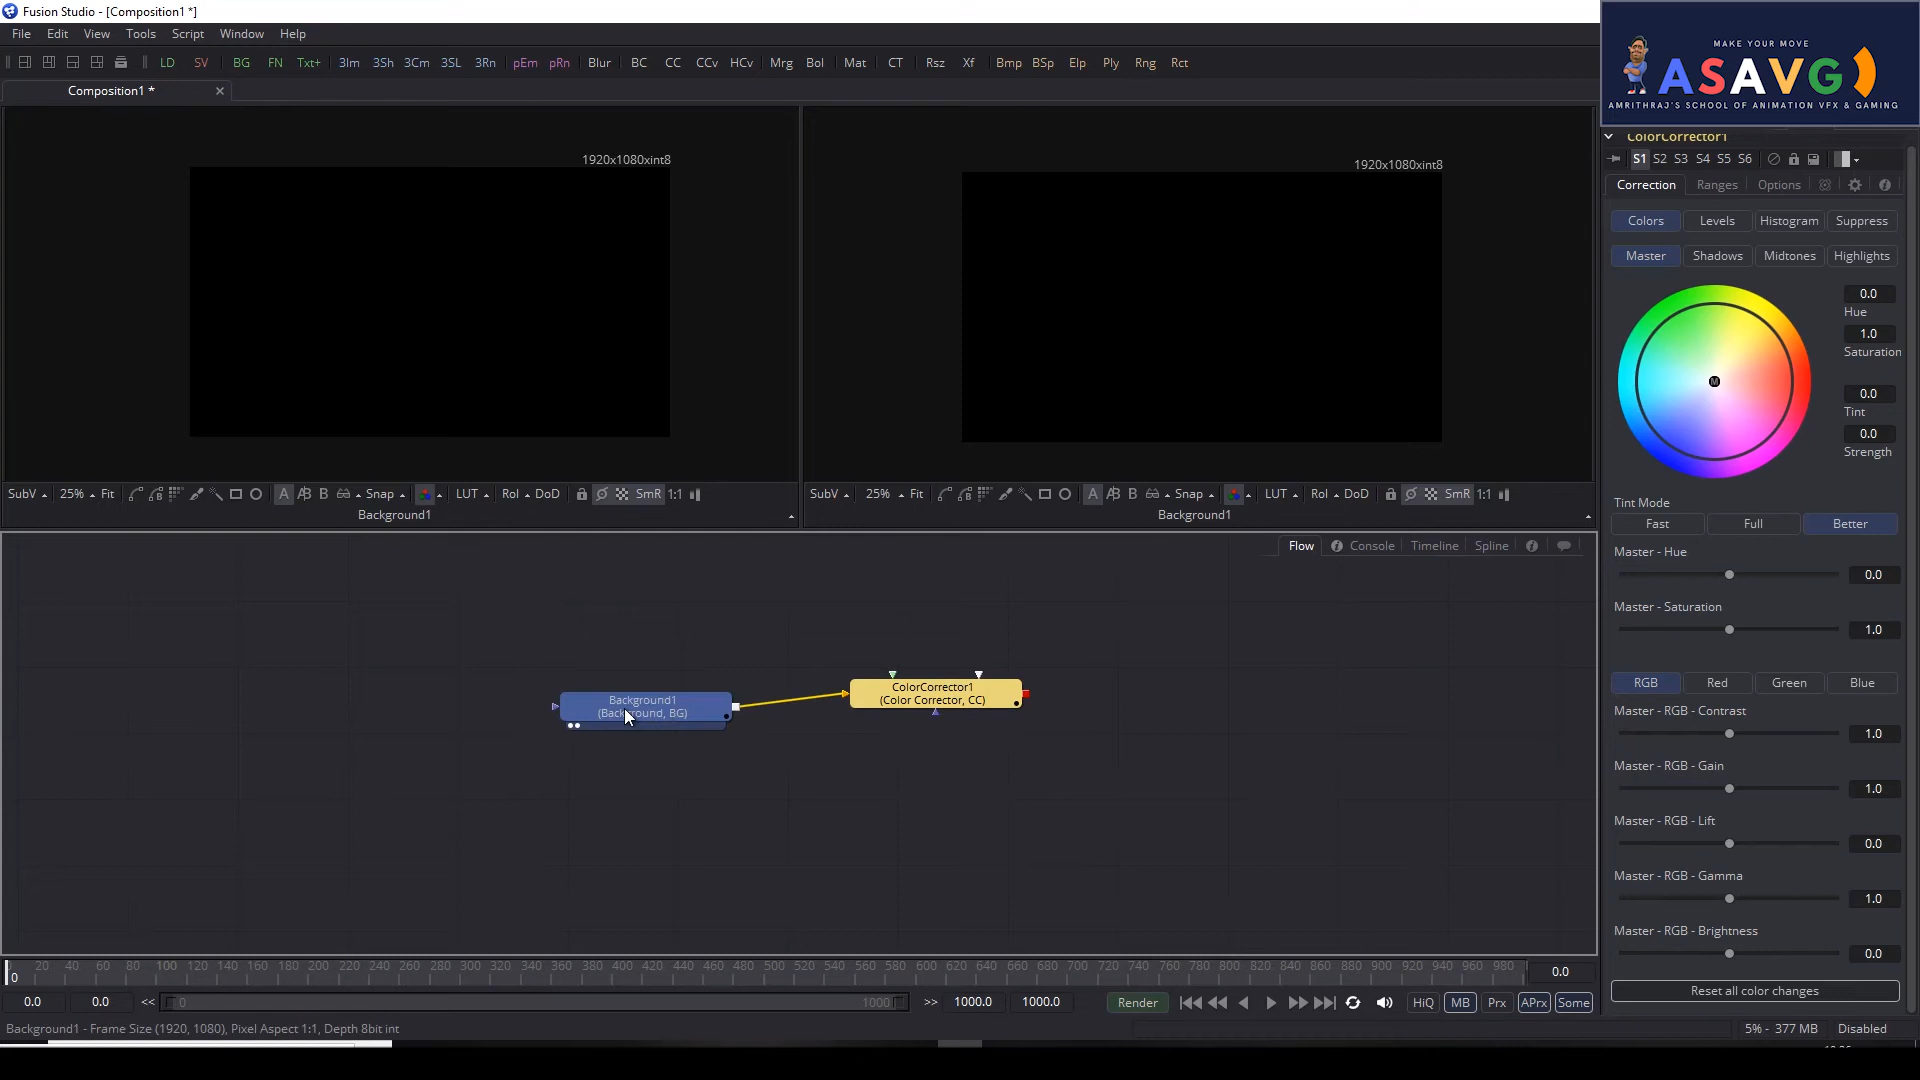 Fusion Studio - [Composition1 *]
File Edit View Tools Script Window Help
LD SV BG FN Txt+ 3Im 3Sh 3Cm 3SL 3Rn pEm pRn Blur BC CC CCv HCv Mrg Bol Mat CT Rsz Xf Bmp BSp Elp Ply Rng Rct
MAKE YOUR MOVE
ASAVG
AMRITHRAJ'S SCHOOL OF ANIMATION VFX & GAMING
Composition1 *
ColorCorrector1
S1 S2 S3 S4 S5 S6
Correction Ranges Options
Colors Levels Histogram Suppress
Master Shadows Midtones Highlights
1920x1080xint8
1920x1080xint8
0.0
Hue
1.0
Saturation
M
0.0
Tint
0.0
Strength
SubV 25% Fit A A B B Snap LUT RoI DoD SmR 1:1
Background1
SubV 25% Fit A A B B Snap LUT RoI DoD SmR 1:1
Background1
Tint Mode
Fast Full Better
Master - Hue
0.0
Master - Saturation
1.0
RGB Red Green Blue
Master - RGB - Contrast
1.0
Master - RGB - Gain
1.0
Master - RGB - Lift
0.0
Master - RGB - Gamma
1.0
Master - RGB - Brightness
0.0
Reset all color changes
Flow Console Timeline Spline
Background1
(Background, BG)
ColorCorrector1
(Color Corrector, CC)
0 20 40 60 80 100 120 140 160 180 200 220 240 260 280 300 320 340 360 380 400 420 440 460 480 500 520 540 560 580 600 620 640 660 680 700 720 740 760 780 800 820 840 860 880 900 920 940 960 980
0.0
0.0 0.0 << 0 1000 >> 1000.0 1000.0 Render HiQ MB Prx APrx Some
Background1 - Frame Size (1920, 1080), Pixel Aspect 1:1, Depth 8bit int
5% - 377 MB Disabled